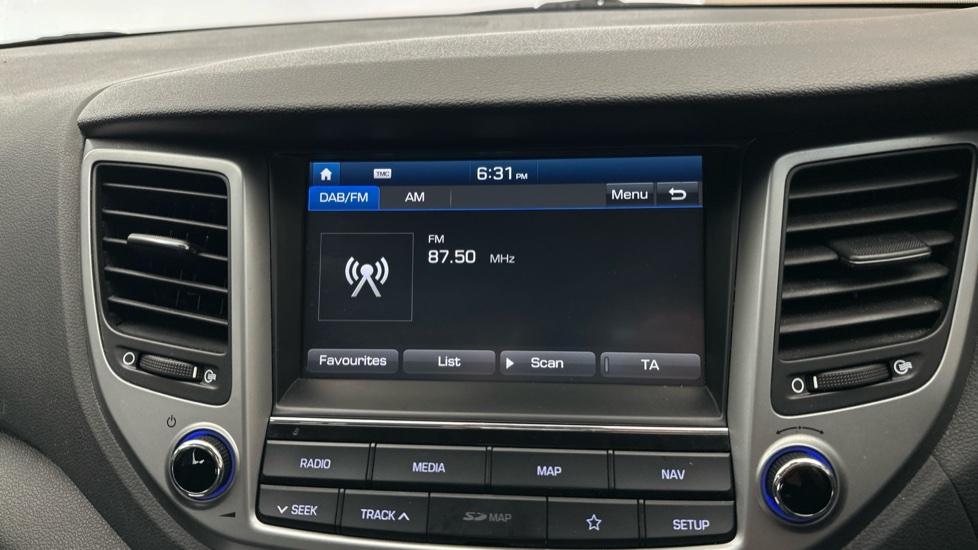 TMC 6:31 PM
DAB/FM AM Menu
FM
87.50 MHz
Favourites List Scan TA
RADIO MEDIA MAP NAV
SEEK TRACK SD MAP SETUP